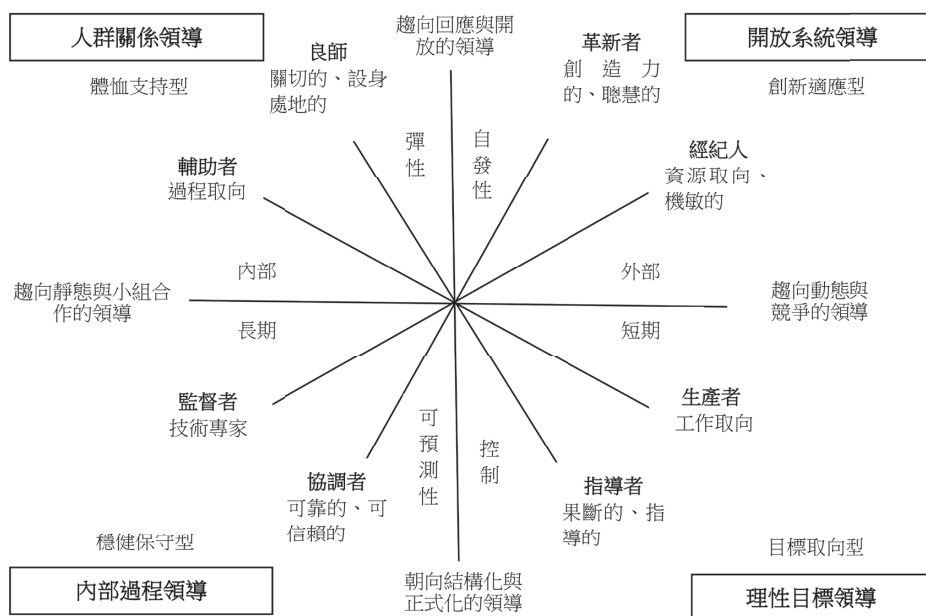 人群關係領導
體恤支持型
良師
關切的、設身
處地的
趨向回應與開
放的領導
革新者
創造力
的、聰慧的
開放系統領導
創新適應型
彈性
自發性
輔助者
過程取向
經紀人
資源取向、
機敏的
內部
外部
趨向靜態與小組合
作的領導
趨向動態與
競爭的領導
長期
短期
監督者
技術專家
可預測性
控制
生產者
工作取向
協調者
可靠的、可
信賴的
指導者
果斷的、指
導的
穩健保守型
內部過程領導
朝向結構化與
正式化的領導
目標取向型
理性目標領導